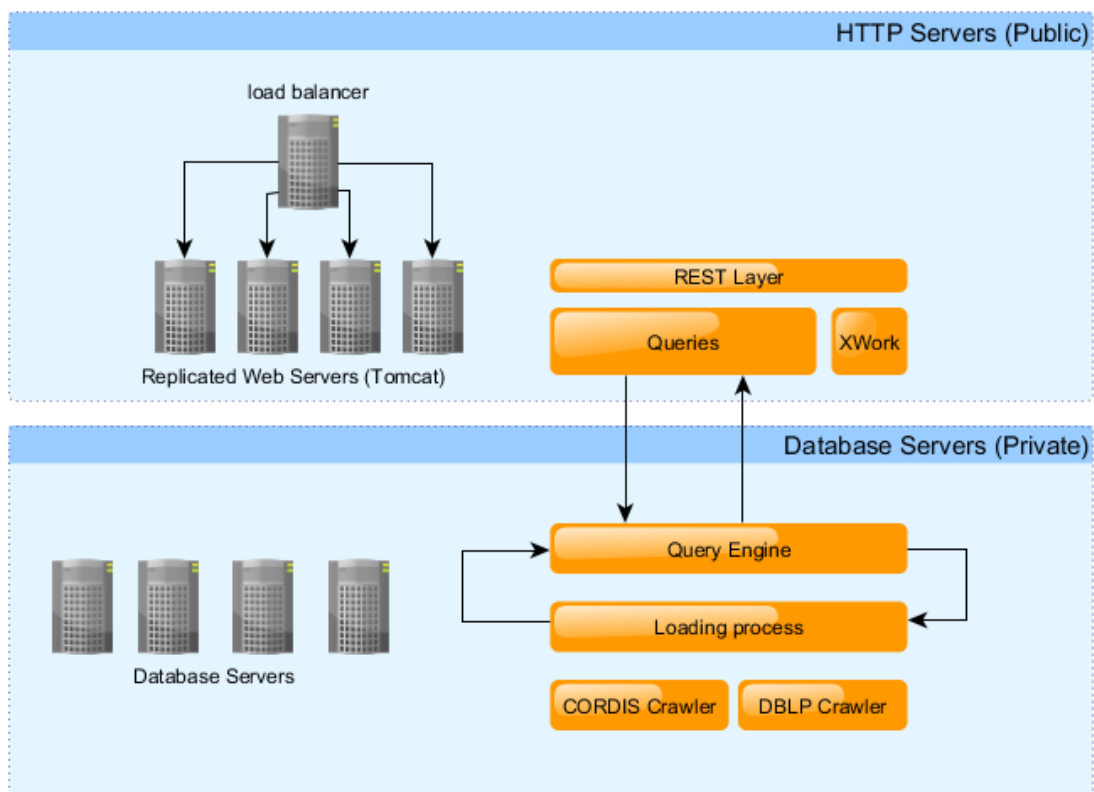 HTTP Servers (Public)
load balancer
REST Layer
Queries
XWork
Replicated Web Servers (Tomcat)
Database Servers (Private)
Query Engine
Loading process
Database Servers
CORDIS Crawler
DBLP Crawler